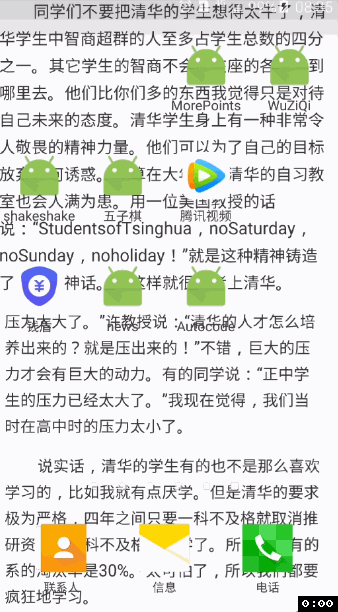 同学们不要把清华的学生想得太牛了，清
华学生中智商超群的人至多占学生总数的四分
之一。其它学生的智商不会
座的各
到
MorePoints
WuZiQi
哪里去。他们比你们多的东西我觉得只是对待
自己未来的态度。清华学生身上有一种非常令
人敬畏的精神力量。他们可以为了自己的目标
放
何诱惑。
算在大
清华的自习教
室也会人满为患。用一位美国教授的话
shakeshake
五子棋
腾讯视频
说：“StudentsofTsinghua，noSaturday，
noSunday，noholiday！”就是这种精神铸造
了
神话。
这样就很
上清华。
news
Autocode
压力太大了。”许教授说：“清华的人才怎么培
养出来的？就是压出来的！”不错，巨大的压
力才会有巨大的动力。有的同学说：“正中学
生的压力已经太大了。”我现在觉得，我们当
时在高中时的压力太小了。
说实话，清华的学生有的也不是那么喜欢
学习的，比如我就有点厌学。但是清华的要求
极为严格，四年之间只要一科不及格就取消推
研资
科不及格
学了。所
有的
系的淘汰率是30%。太可怕了，所以我们都要
疯狂地学习。
联系人
信息
电话
0:00